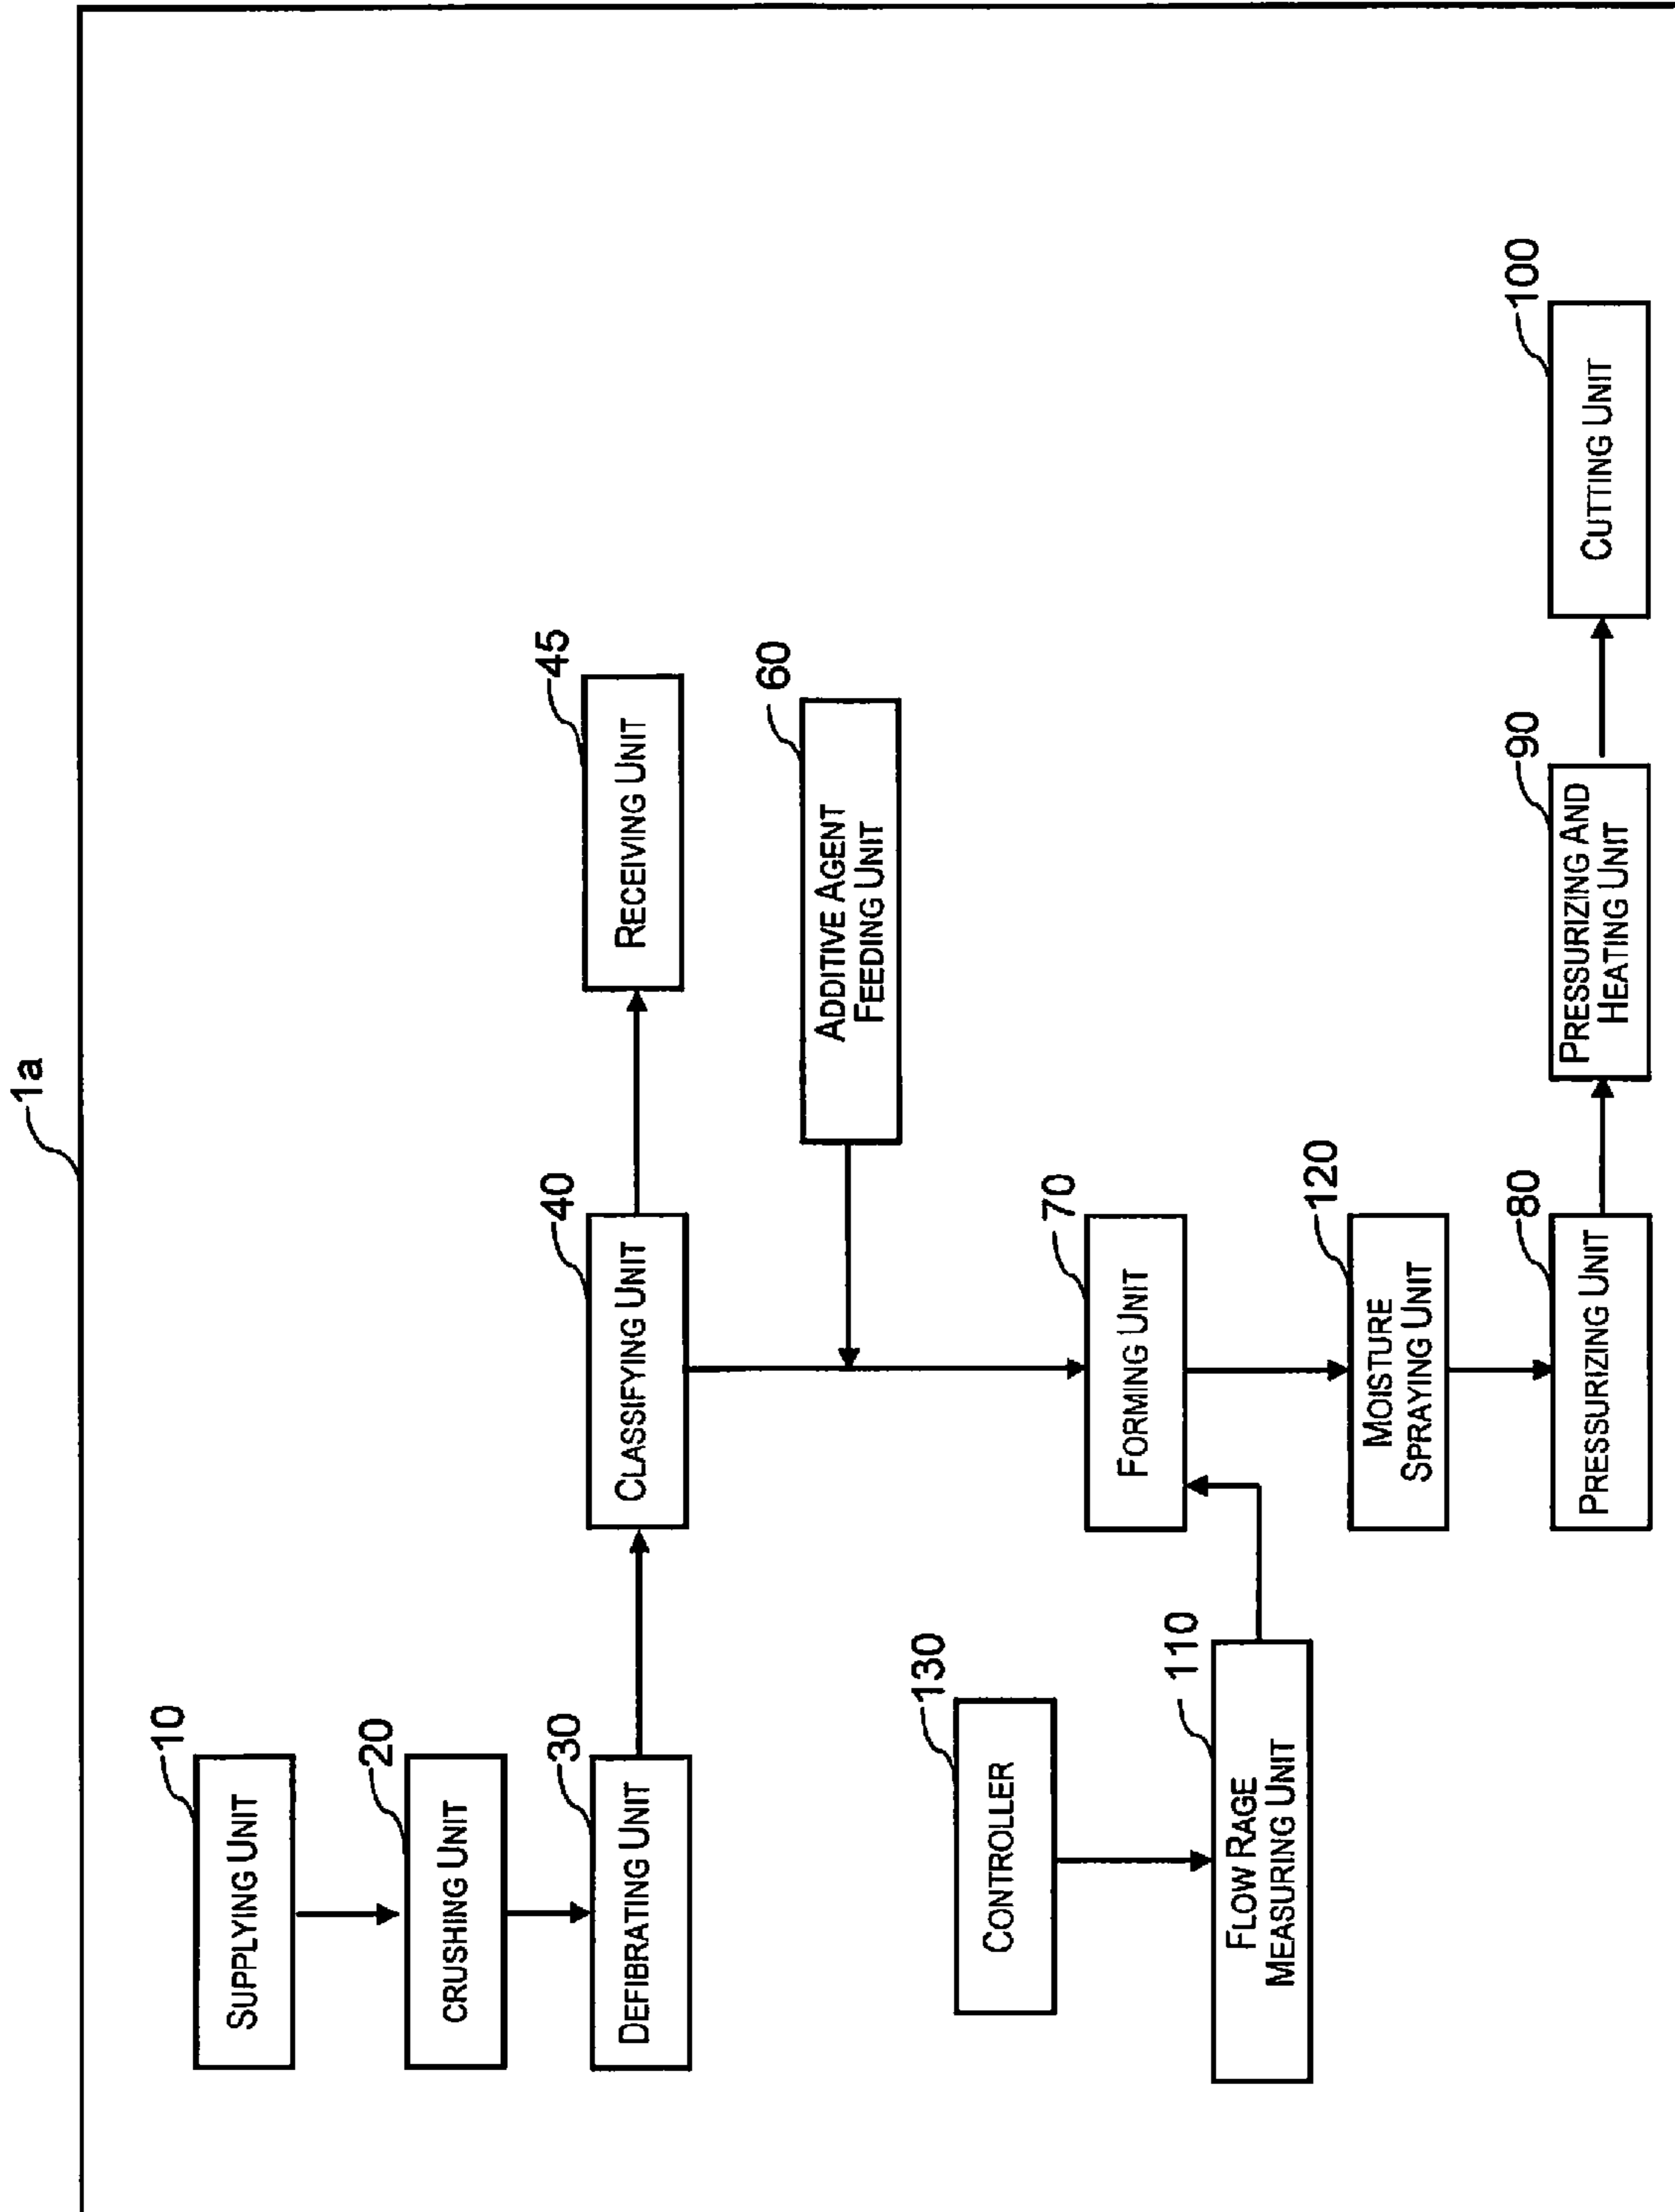 1a
10
SUPPLYING UNIT
20
CRUSHING UNIT
30
DEFIBRATING UNIT
40
CLASSIFYING UNIT
45
RECEIVING UNIT
60
ADDITIVE AGENT
FEEDING UNIT
130
CONTROLLER
110
FLOW RAGE
MEASURING UNIT
70
FORMING UNIT
120
MOISTURE
SPRAYING UNIT
80
PRESSURIZING UNIT
90
PRESSURIZING AND
HEATING UNIT
100
CUTTING UNIT